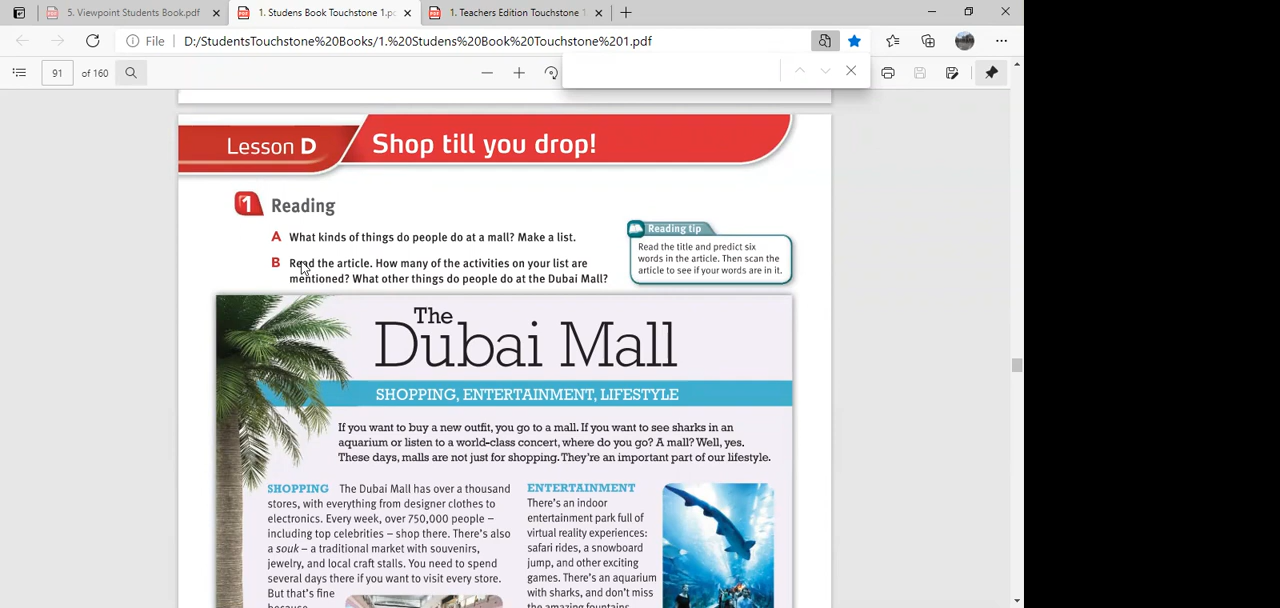 5. Viewpoint Students Book.pdf
1. Studens Book Touchstone 1.pc
1. Teachers Edition Touchstone 1
File D:/StudentsTouchstone%20Books/1.%20Studens%20Book%20Touchstone%201.pdf
91 of 160
Lesson D Shop till you drop!
1 Reading
A What kinds of things do people do at a mall? Make a list.
B Read the article. How many of the activities on your list are
mentioned? What other things do people do at the Dubai Mall?
Reading tip
Read the title and predict six
words in the article. Then scan the
article to see if your words are in it.
The
Dubai Mall
SHOPPING, ENTERTAINMENT, LIFESTYLE
If you want to buy a new outfit, you go to a mall. If you want to see sharks in an
aquarium or listen to a world-class concert, where do you go? A mall? Well, yes.
These days, malls are not just for shopping. They're an important part of our lifestyle.
SHOPPING The Dubai Mall has over a thousand
stores, with everything from designer clothes to
electronics. Every week, over 750,000 people –
including top celebrities – shop there. There's also
a souk – a traditional market with souvenirs,
jewelry, and local craft stalls. You need to spend
several days there if you want to visit every store.
But that's fine
because
ENTERTAINMENT
There's an indoor
entertainment park full of
virtual reality experiences:
safari rides, a snowboard
jump, and other exciting
games. There's an aquarium
with sharks, and don't miss
the amazing fountains